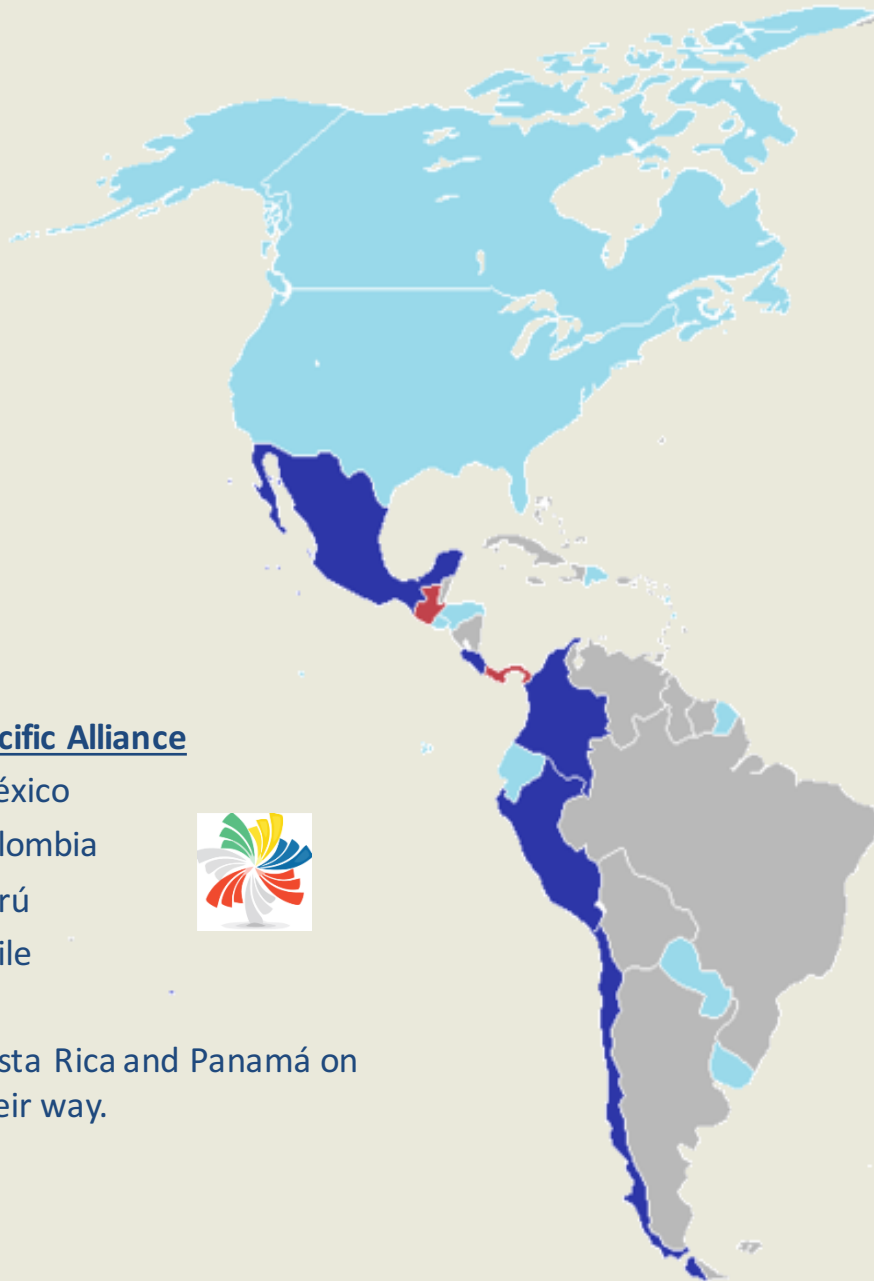 cific Alliance
éxico
lombia
rú
ile
sta Rica and Panamá on
eir way.